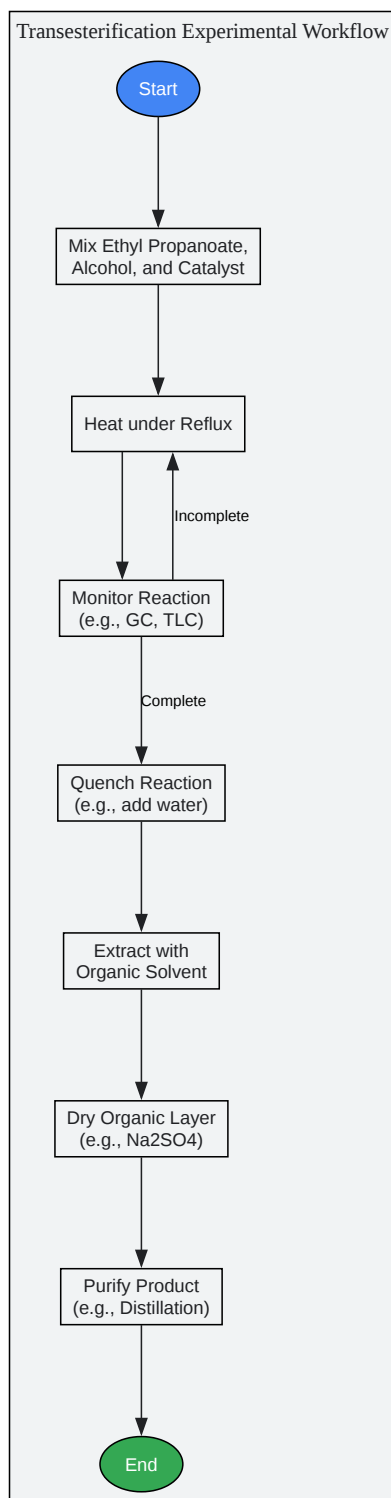 Transesterification Experimental Workflow
Start
Mix Ethyl Propanoate,
Alcohol, and Catalyst
Heat under Reflux
Incomplete
Monitor Reaction
(e.g., GC, TLC)
Complete
Quench Reaction
(e.g., add water)
Extract with
Organic Solvent
Dry Organic Layer
(e.g., Na2SO4)
Purify Product
(e.g., Distillation)
End